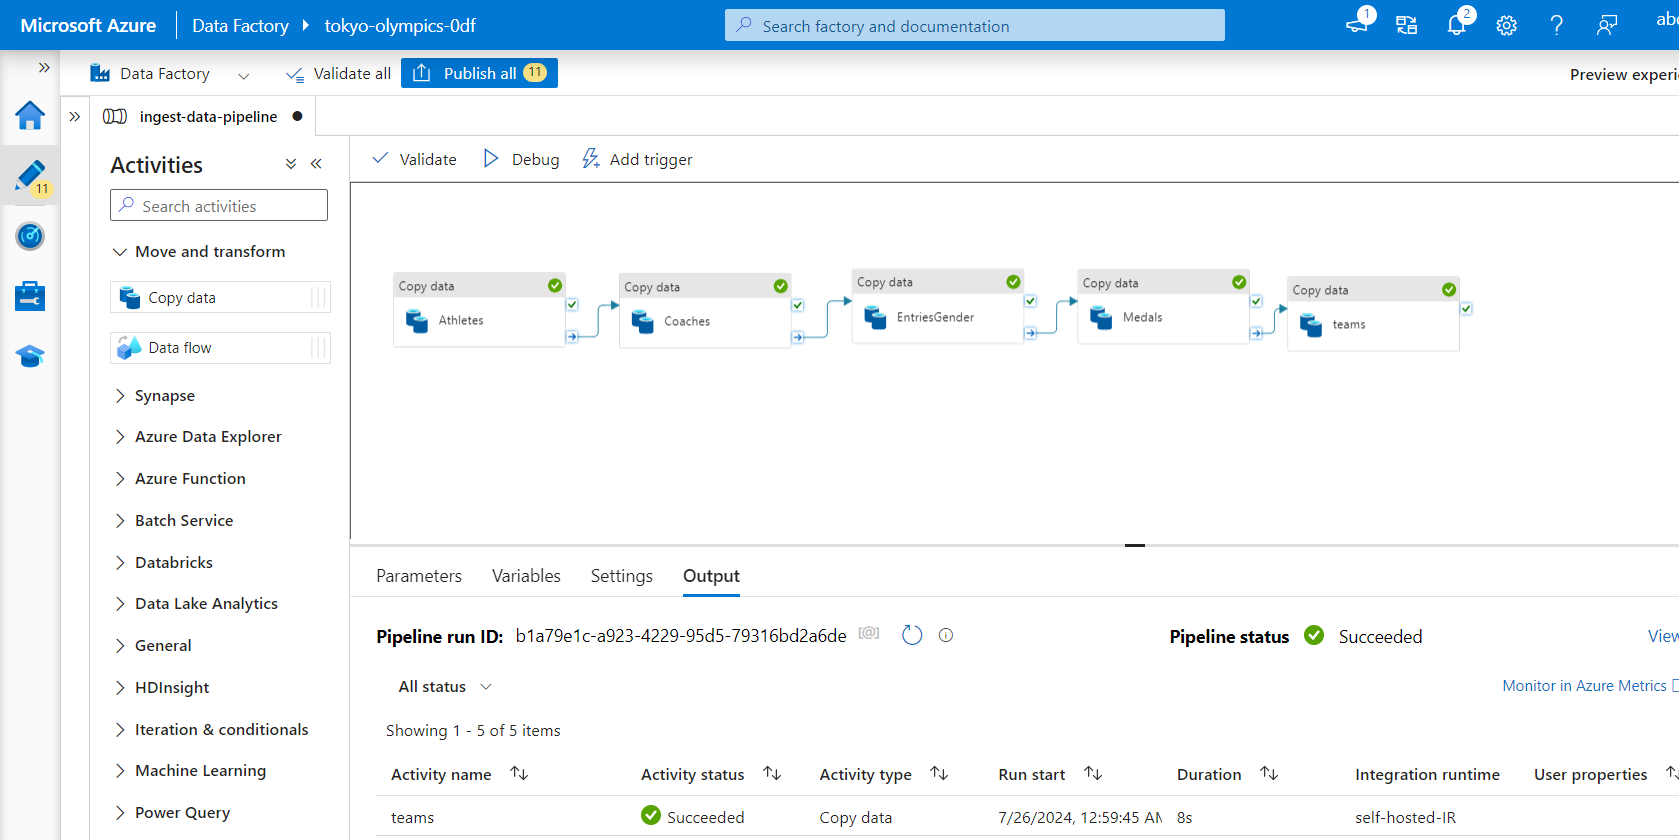 Microsoft Azure Data Factory tokyo-olympics-0df Search factory and documentation 1 2
Data Factory Validate all Publish all 11 Preview
ingest-data-pipeline
Activities Validate Debug Add trigger
11
Search activities
Move and transform
Copy data
Data flow
Synapse
Azure Data Explorer
Azure Function
Batch Service
Databricks
Data Lake Analytics
General
HDInsight
Iteration & conditionals
Machine Learning
Power Query
Copy data
Athletes
Copy data
Coaches
Copy data
EntriesGender
Copy data
Medals
Copy data
teams
Parameters Variables Settings Output
Pipeline run ID: b1a79e1c-a923-4229-95d5-79316bd2a6de [@] Pipeline status Succeeded View
All status Monitor in Azure Metrics
Showing 1 - 5 of 5 items
Activity name Activity status Activity type Run start Duration Integration runtime User properties
teams Succeeded Copy data 7/26/2024, 12:59:45 AM 8s self-hosted-IR